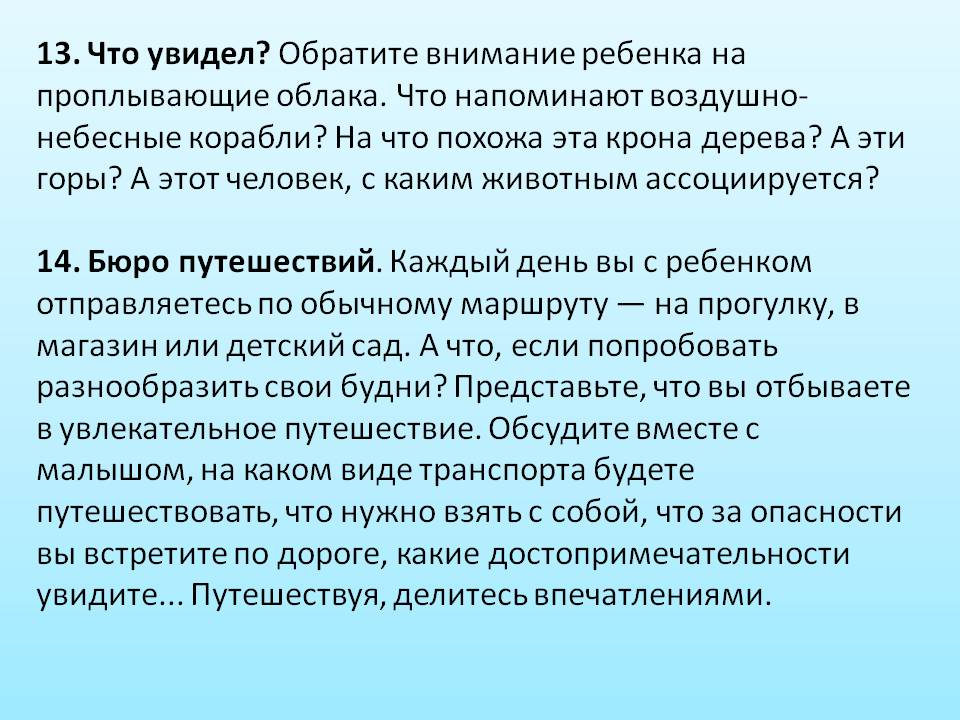 13. Что увидел? Обратите внимание ребенка на
проплывающие облака. Что напоминают воздушно-
небесные корабли? На что похожа эта крона дерева? А эти
горы? А этот человек, с каким животным ассоциируется?
14. Бюро путешествий. Каждый день вы с ребенком
отправляетесь по обычному маршруту — на прогулку, в
магазин или детский сад. А что, если попробовать
разнообразить свои будни? Представьте, что вы отбываете
в увлекательное путешествие. Обсудите вместе с
малышом, на каком виде транспорта будете
путешествовать, что нужно взять с собой, что за опасности
вы встретите по дороге, какие достопримечательности
увидите... Путешествуя, делитесь впечатлениями.